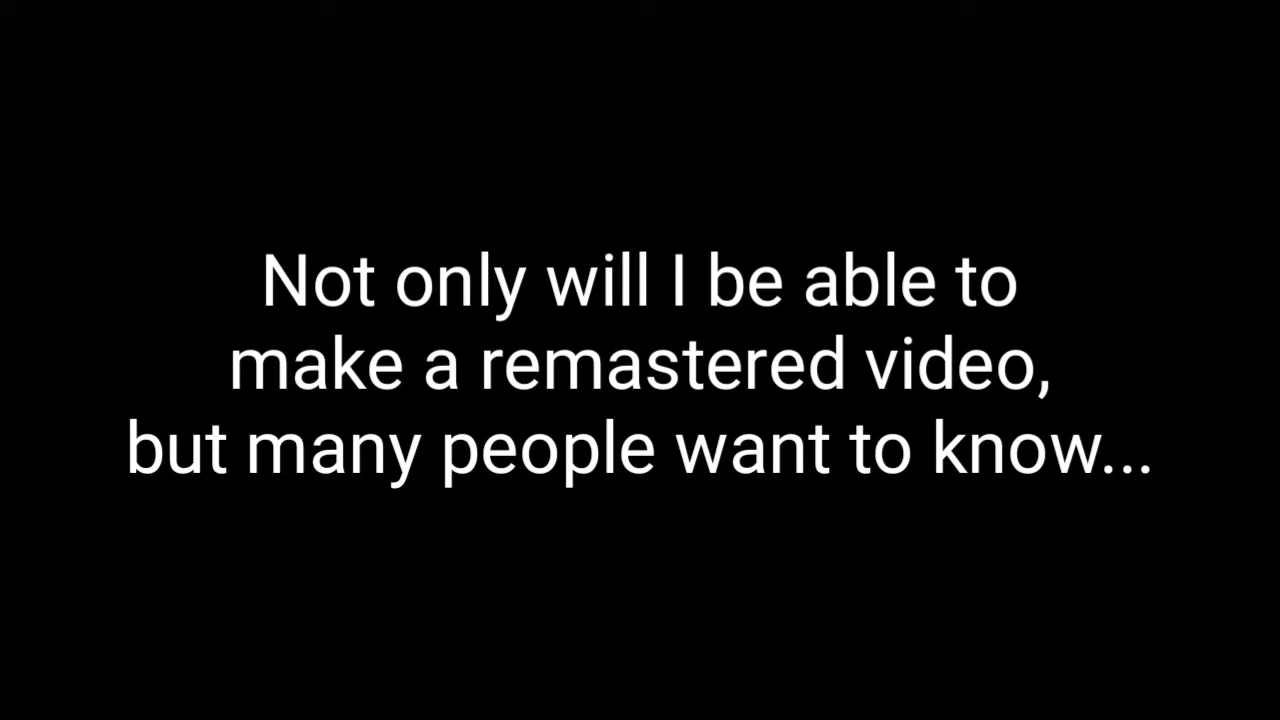 Not only will I be able to
make a remastered video,
but many people want to know...